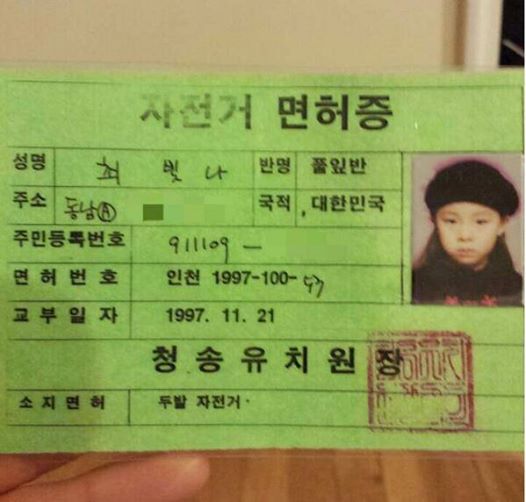 자전거 면허증
성명 최 빛 나 반명 풀잎반
주소 동남Ⓐ 국적 대한민국
주민등록번호 911109 –
면허번호 인천 1997-100-
교부일자 1997. 11. 21
청송유치원장
소지면허 두발 자전거